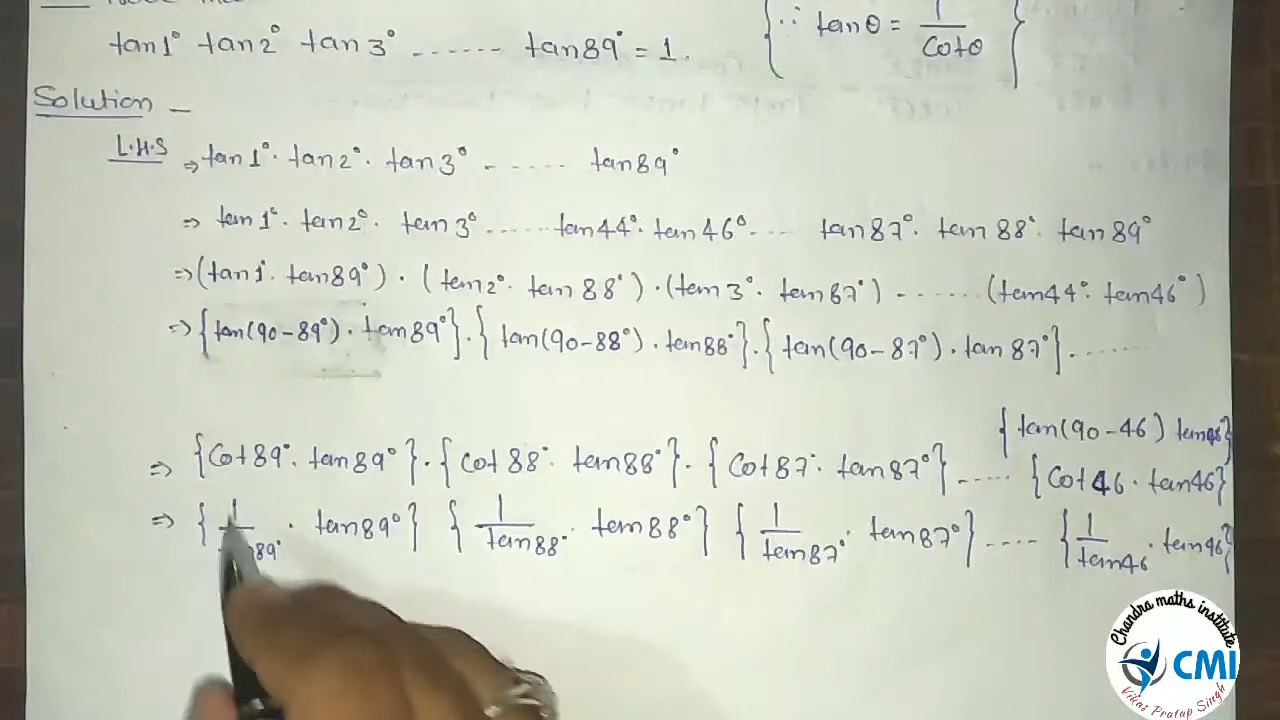 tan1° tan2° tan3° ...... tan89° = 1.
{∵ tanθ = 1/Cotθ}
Solution -
L.H.S ⇒ tan1°. tan2°. tan3° ...... tan89°
⇒ tan1°. tan2°. tan3° ...... tan44°. tan46° ... tan87°. tan88°. tan89°
⇒ (tan1°. tan89°) . (tan2°. tan88°) . (tan3°. tan87°) ...... (tan44°. tan46°)
⇒ {tan(90-89°) . tan89°} . {tan(90-88°) . tan88°} . {tan(90-87°) . tan87°} . ......
{tan(90-46) tan46}
⇒ {Cot89°. tan89°} . {Cot88° tan88°} . {Cot87° tan87°} ..... {Cot46 . tan46}
⇒ {1/ 89° . tan89°} {1/tan88° . tan88°} {1/tan87° . tan87°} .... {1/tan46 . tan46}
Chandra maths institute
CMI
Vikas Pratap Singh